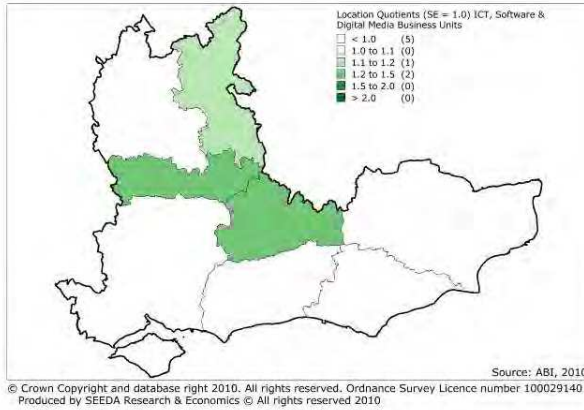 Location Quotients (SE = 1.0) ICT, Software &
Digital Media Business Units
< 1.0 (5)
1.0 to 1.1 (0)
1.1 to 1.2 (1)
1.2 to 1.5 (2)
1.5 to 2.0 (0)
> 2.0 (0)
Source: ABI, 2010
© Crown Copyright and database right 2010. All rights reserved. Ordnance Survey Licence number 100029140.
Produced by SEEDA Research & Economics © All rights reserved 2010